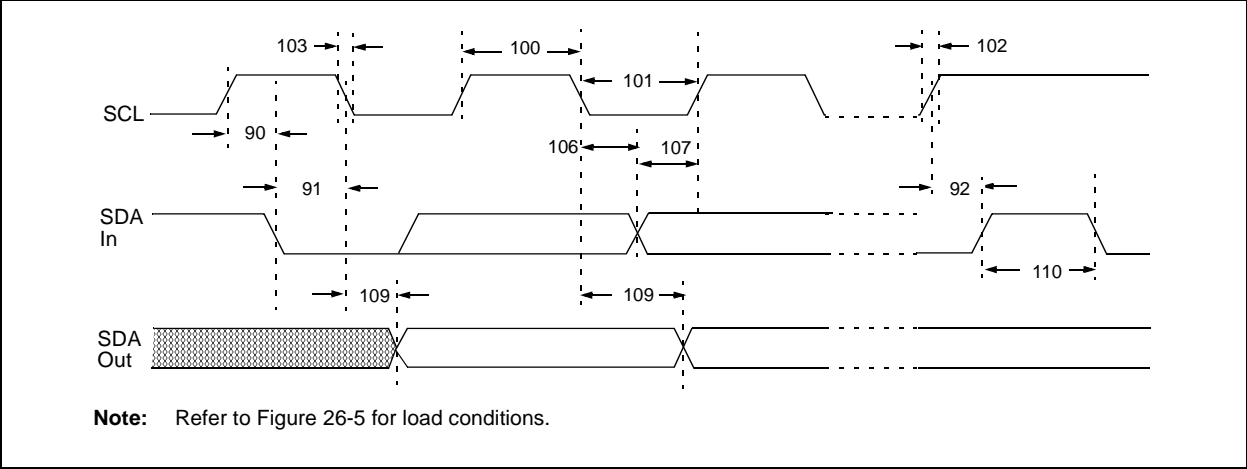 103
100
101
102
SCL
90
106
107
91
92
SDA
In
110
109
109
SDA
Out
Note: Refer to Figure 26-5 for load conditions.